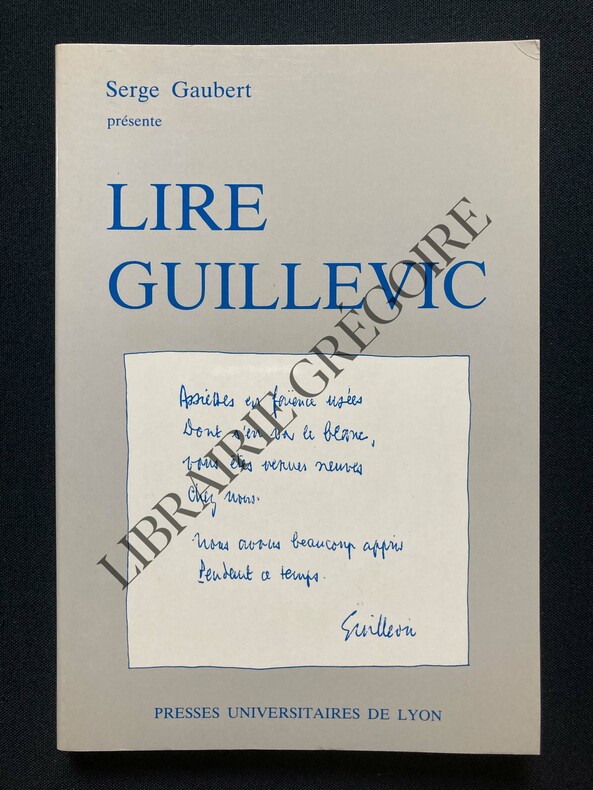 Serge Gaubert
présente
LIRE
GUILLEVIC
Assiettes en faïence usées
Dont s'en va le blanc,
Vous êtes venues neuves
Chez nous.
Nous avons beaucoup appris
Pendant ce temps.
Guillevic
PRESSES UNIVERSITAIRES DE LYON
LIBRAIRIE GRÉGOIRE